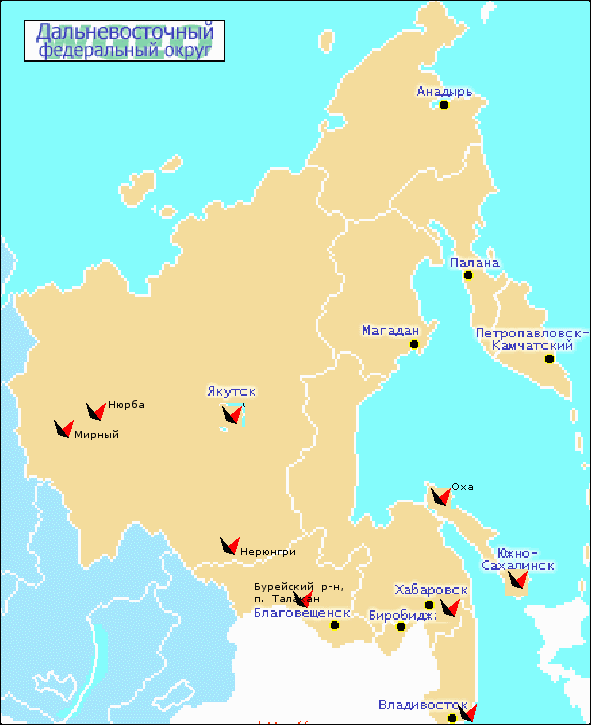 Дальневосточный
федеральный округ
Анадырь
Палана
Магадан
Петропавловск-
Камчатский
Якутск
Нюрба
Мирный
Оха
Нерюнгри
Южно-
Сахалинск
Бурейский р-н,
п. Талакан
Хабаровск
Благовещенск
Биробидж.
Владивосток